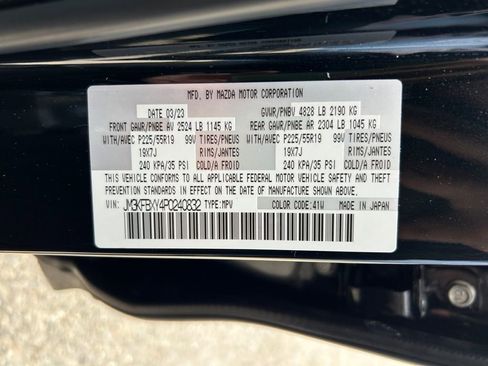 MFD. BY MAZDA MOTOR CORPORATION
DATE 03/23 GVWR/PNBV 4828 LB 2190 KG
FRONT GAWR/PNBE AV 2524 LB 1145 KG REAR GAWR/PNBE AR 2304 LB 1045 KG
WITH/AVEC P225/55R19 99V TIRES/PNEUS WITH/AVEC P225/55R19 99V TIRES/PNEUS
19X7J RIMS/JANTES 19X7J RIMS/JANTES
240 KPA/35 PSI COLD/A FROID 240 KPA/35 PSI COLD/A FROID
THIS VEHICLE CONFORMS TO ALL APPLICABLE FEDERAL MOTOR VEHICLE SAFETY AND THEFT
PREVENTION STANDARDS IN EFFECT ON THE DATE OF MANUFACTURE SHOWN ABOVE.
VIN: JM3KFBXY4P0240832 TYPE:MPV COLOR CODE:41W MADE IN JAPAN